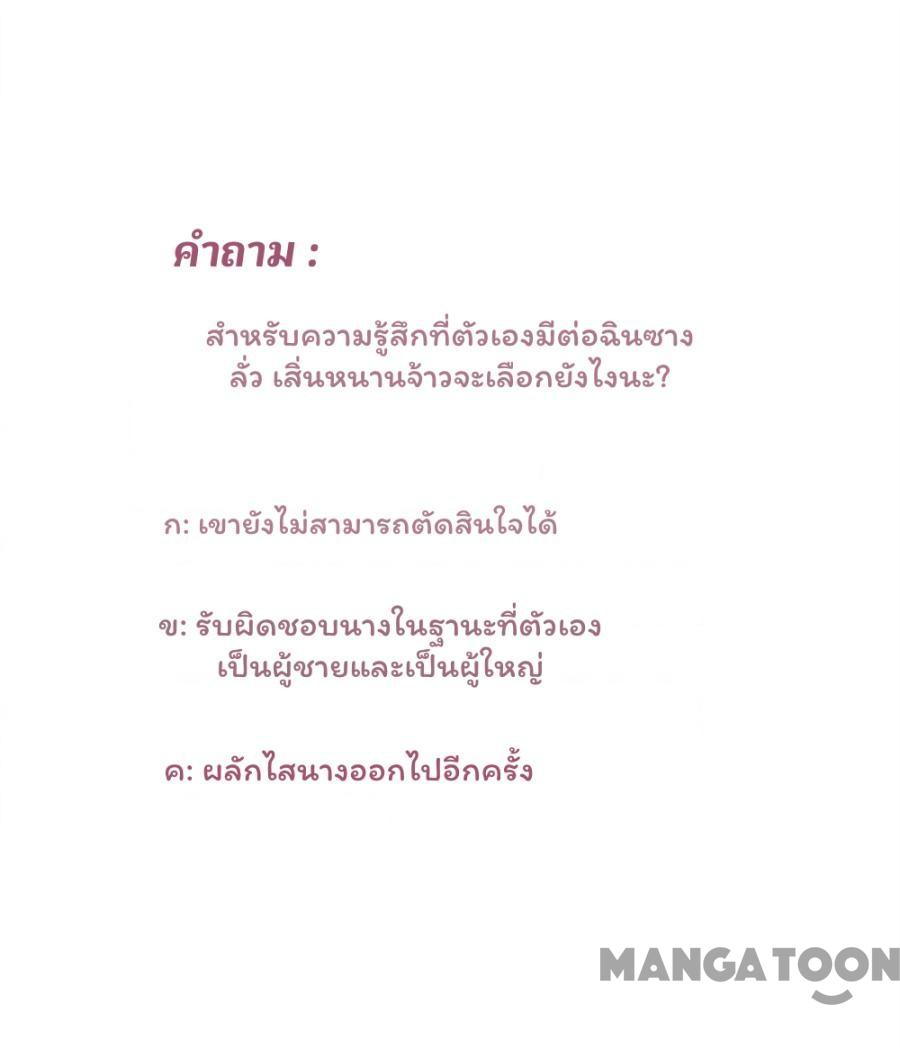 คำถาม :
สำหรับความรู้สึกที่ตัวเองมีต่อฉินซาง
ลั่ว เสิ่นหนานจ้าวจะเลือกยังไงนะ?
ก: เขายังไม่สามารถตัดสินใจได้
ข: รับผิดชอบนางในฐานะที่ตัวเอง
เป็นผู้ชายและเป็นผู้ใหญ่
ค: ผลักไสนางออกไปอีกครั้ง
MANGATOON